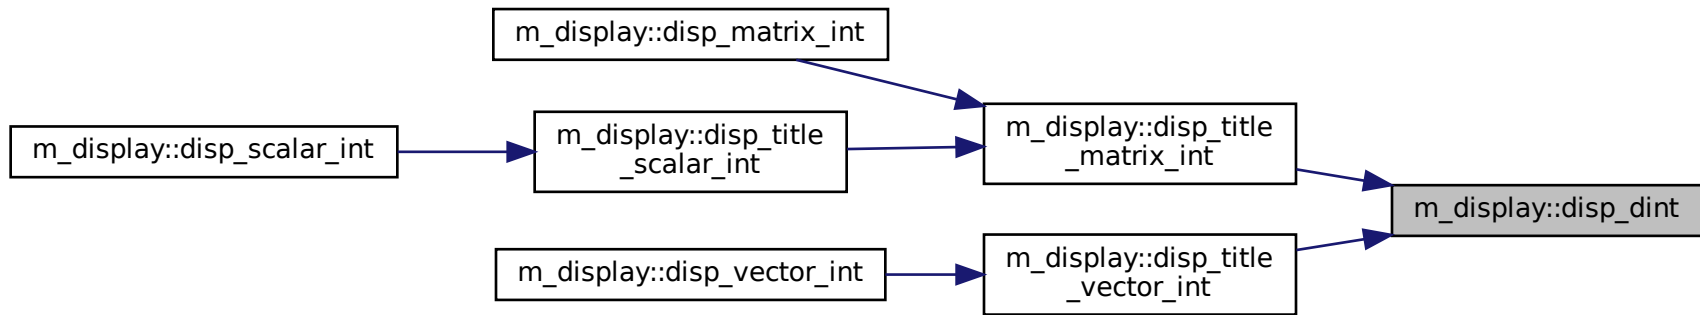 m_display::disp_matrix_int
m_display::disp_scalar_int
m_display::disp_title
_scalar_int
m_display::disp_title
_matrix_int
m_display::disp_dint
m_display::disp_vector_int
m_display::disp_title
_vector_int